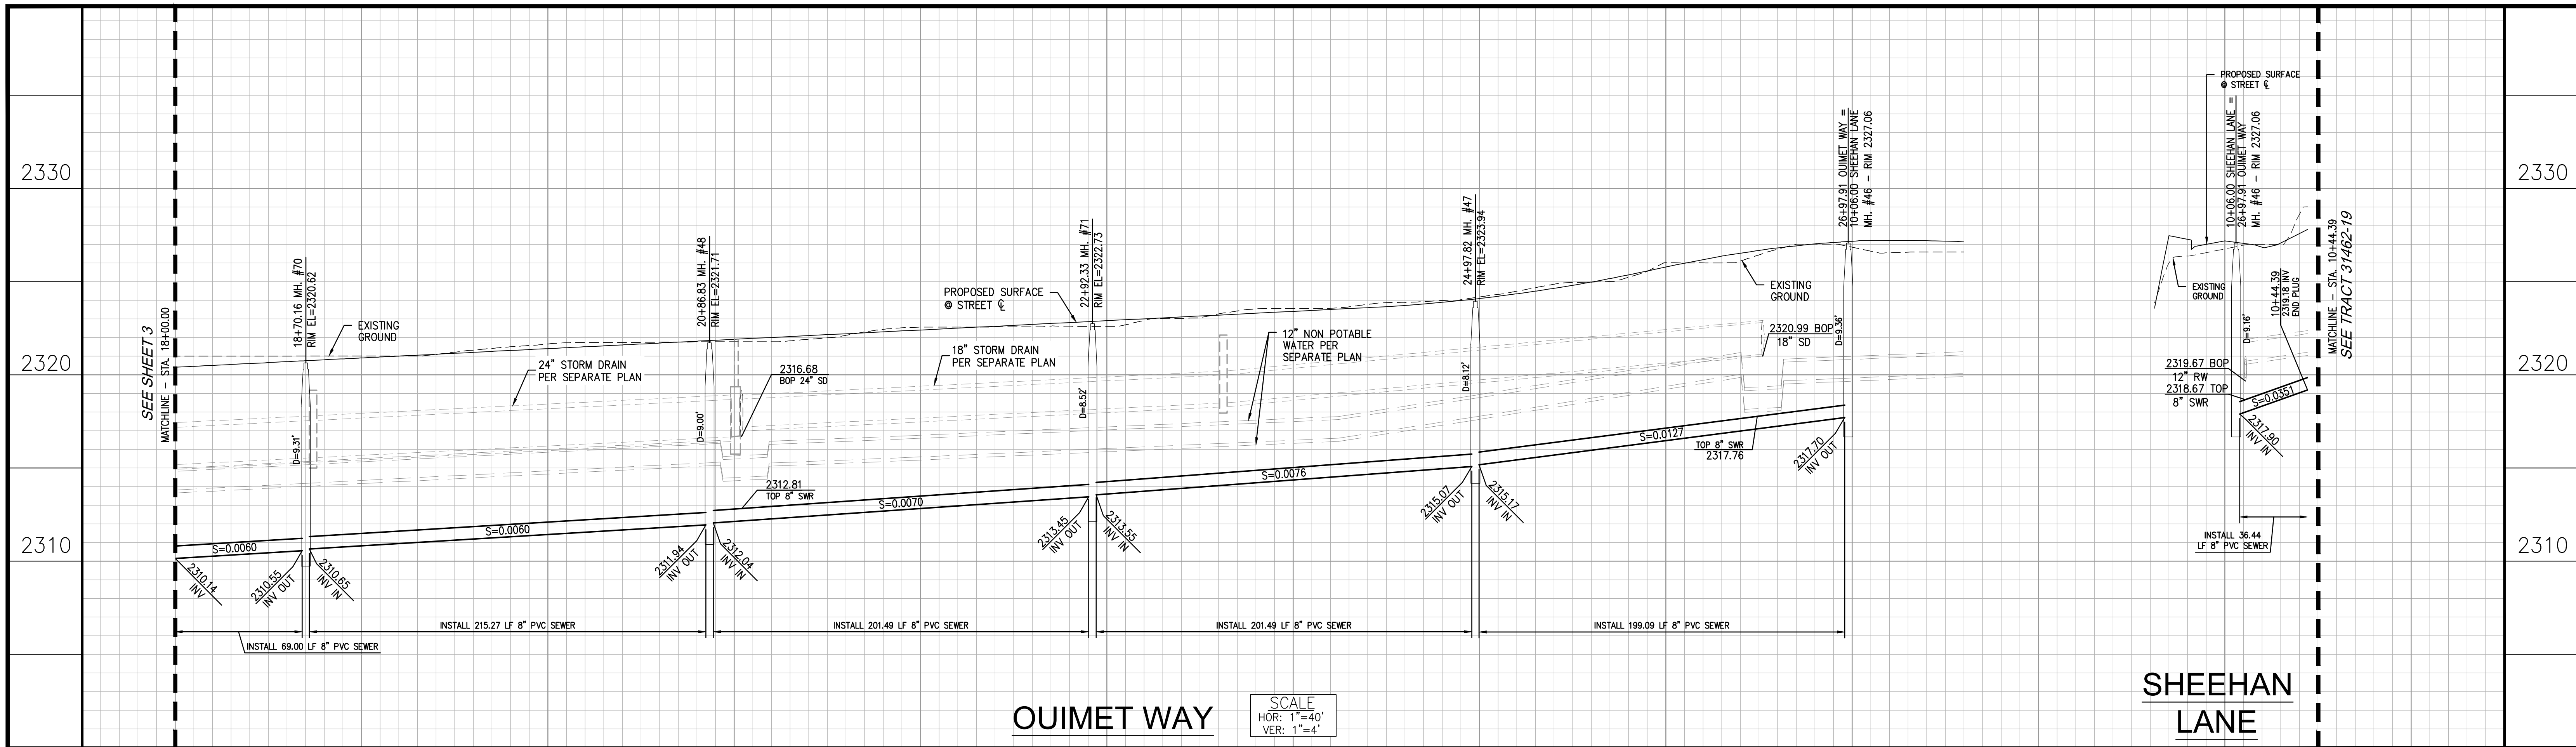 2330
2320
2310
SEE SHEET 3
MATCHLINE - STA. 18+00.00
18+70.16 MH. #70
RIM EL=2320.62
EXISTING
GROUND
D=9.31'
24" STORM DRAIN
PER SEPARATE PLAN
20+86.83 MH. #48
RIM EL=2321.71
D=9.00'
2316.68
BOP 24" SD
18" STORM DRAIN
PER SEPARATE PLAN
PROPOSED SURFACE
@ STREET ℄
22+92.33 MH. #71
RIM EL=2322.73
D=8.52'
12" NON POTABLE
WATER PER
SEPARATE PLAN
24+97.82 MH. #47
RIM EL=2323.94
D=8.12'
EXISTING
GROUND
2320.99 BOP
18" SD
26+97.91 OUIMET WAY =
10+06.00 SHEEHAN LANE
MH. #46 - RIM 2327.06
D=9.36'
S=0.0060
S=0.0060
2312.81
TOP 8" SWR
S=0.0070
S=0.0076
S=0.0127
TOP 8" SWR
2317.76
2310.14
INV
2310.55
INV OUT
2310.65
INV IN
2311.94
INV OUT
2312.04
INV IN
2313.45
INV OUT
2313.55
INV IN
2315.07
INV OUT
2315.17
INV IN
2317.70
INV OUT
INSTALL 69.00 LF 8" PVC SEWER
INSTALL 215.27 LF 8" PVC SEWER
INSTALL 201.49 LF 8" PVC SEWER
INSTALL 201.49 LF 8" PVC SEWER
INSTALL 199.09 LF 8" PVC SEWER
OUIMET WAY
SCALE
HOR: 1"=40'
VER: 1"=4'
PROPOSED SURFACE
@ STREET ℄
10+06.00 SHEEHAN LANE =
26+97.91 OUIMET WAY
MH. #46 - RIM 2327.06
EXISTING
GROUND
D=9.16'
10+44.39
2319.18 INV
END PLUG
2319.67 BOP
12" RW
2318.67 TOP
8" SWR
S=0.0351
2317.90
INV IN
INSTALL 36.44
LF 8" PVC SEWER
MATCHLINE - STA. 10+44.39
SEE TRACT 31462-19
SHEEHAN
LANE
2330
2320
2310